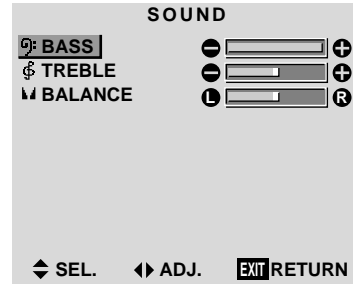 SOUND
BASS
TREBLE
BALANCE L R
SEL. ADJ. EXIT RETURN